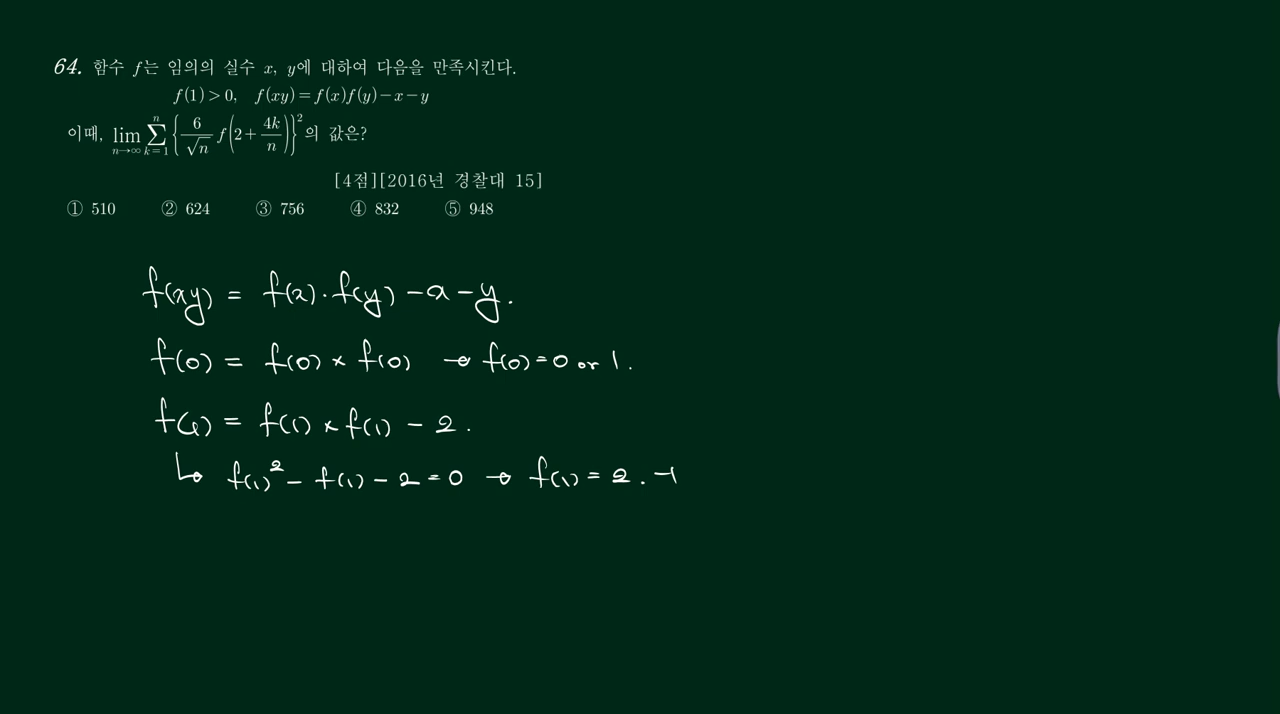 64. 함수 f는 임의의 실수 x, y에 대하여 다음을 만족시킨다.
f(1)>0, f(xy)=f(x)f(y)-x-y
이때, lim_{n→∞} ∑_{k=1}^{n} {6/√n f(2+4k/n)}^2 의 값은?
[4점][2016년 경찰대 15]
① 510 ② 624 ③ 756 ④ 832 ⑤ 948
f(xy) = f(x)·f(y) -x-y.
f(0) = f(0) × f(0) → f(0)=0 or 1.
f(1) = f(1) × f(1) - 2.
↳ f(1)^2 - f(1) - 2 = 0 → f(1) = 2. -1